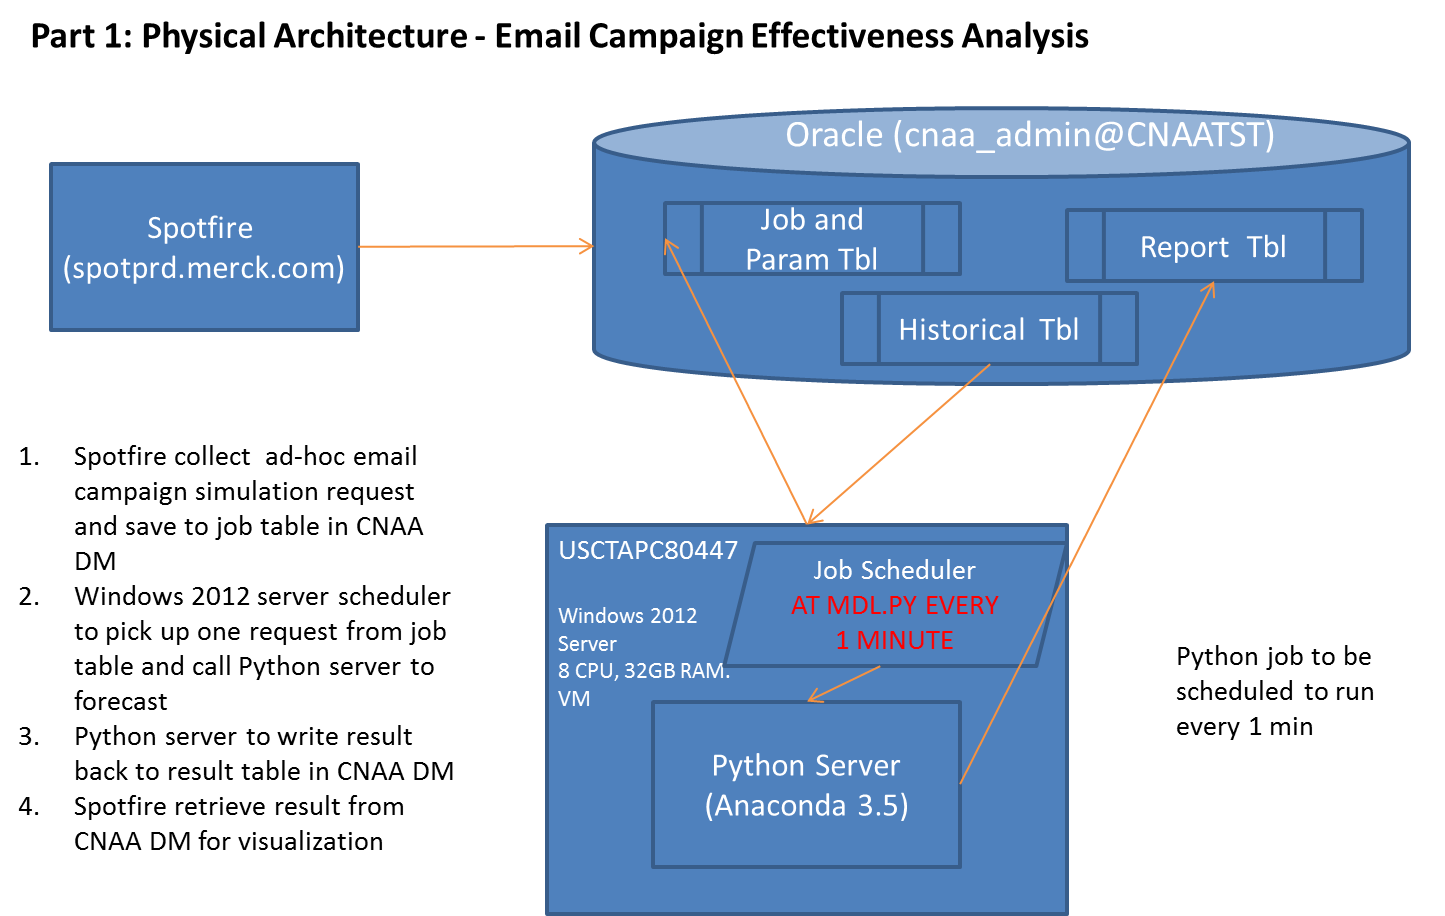 Part 1: Physical Architecture - Email Campaign Effectiveness Analysis
Oracle (cnaa_admin@CNAATST)
Spotfire
(spotprd.merck.com)
Job and
Param Tbl
Report Tbl
Historical Tbl
1. Spotfire collect ad-hoc email
campaign simulation request
and save to job table in CNAA
DM
2. Windows 2012 server scheduler
to pick up one request from job
table and call Python server to
forecast
3. Python server to write result
back to result table in CNAA DM
4. Spotfire retrieve result from
CNAA DM for visualization
USCTAPC80447
Windows 2012
Server
8 CPU, 32GB RAM.
VM
Job Scheduler
AT MDL.PY EVERY
1 MINUTE
Python Server
(Anaconda 3.5)
Python job to be
scheduled to run
every 1 min